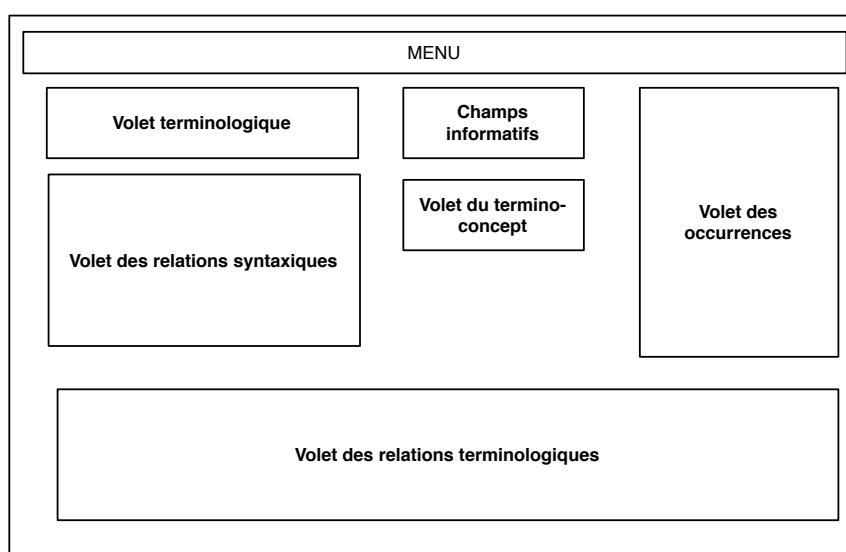 MENU
Volet terminologique
Champs
informatifs
Volet des relations syntaxiques
Volet du termino-
concept
Volet des
occurrences
Volet des relations terminologiques